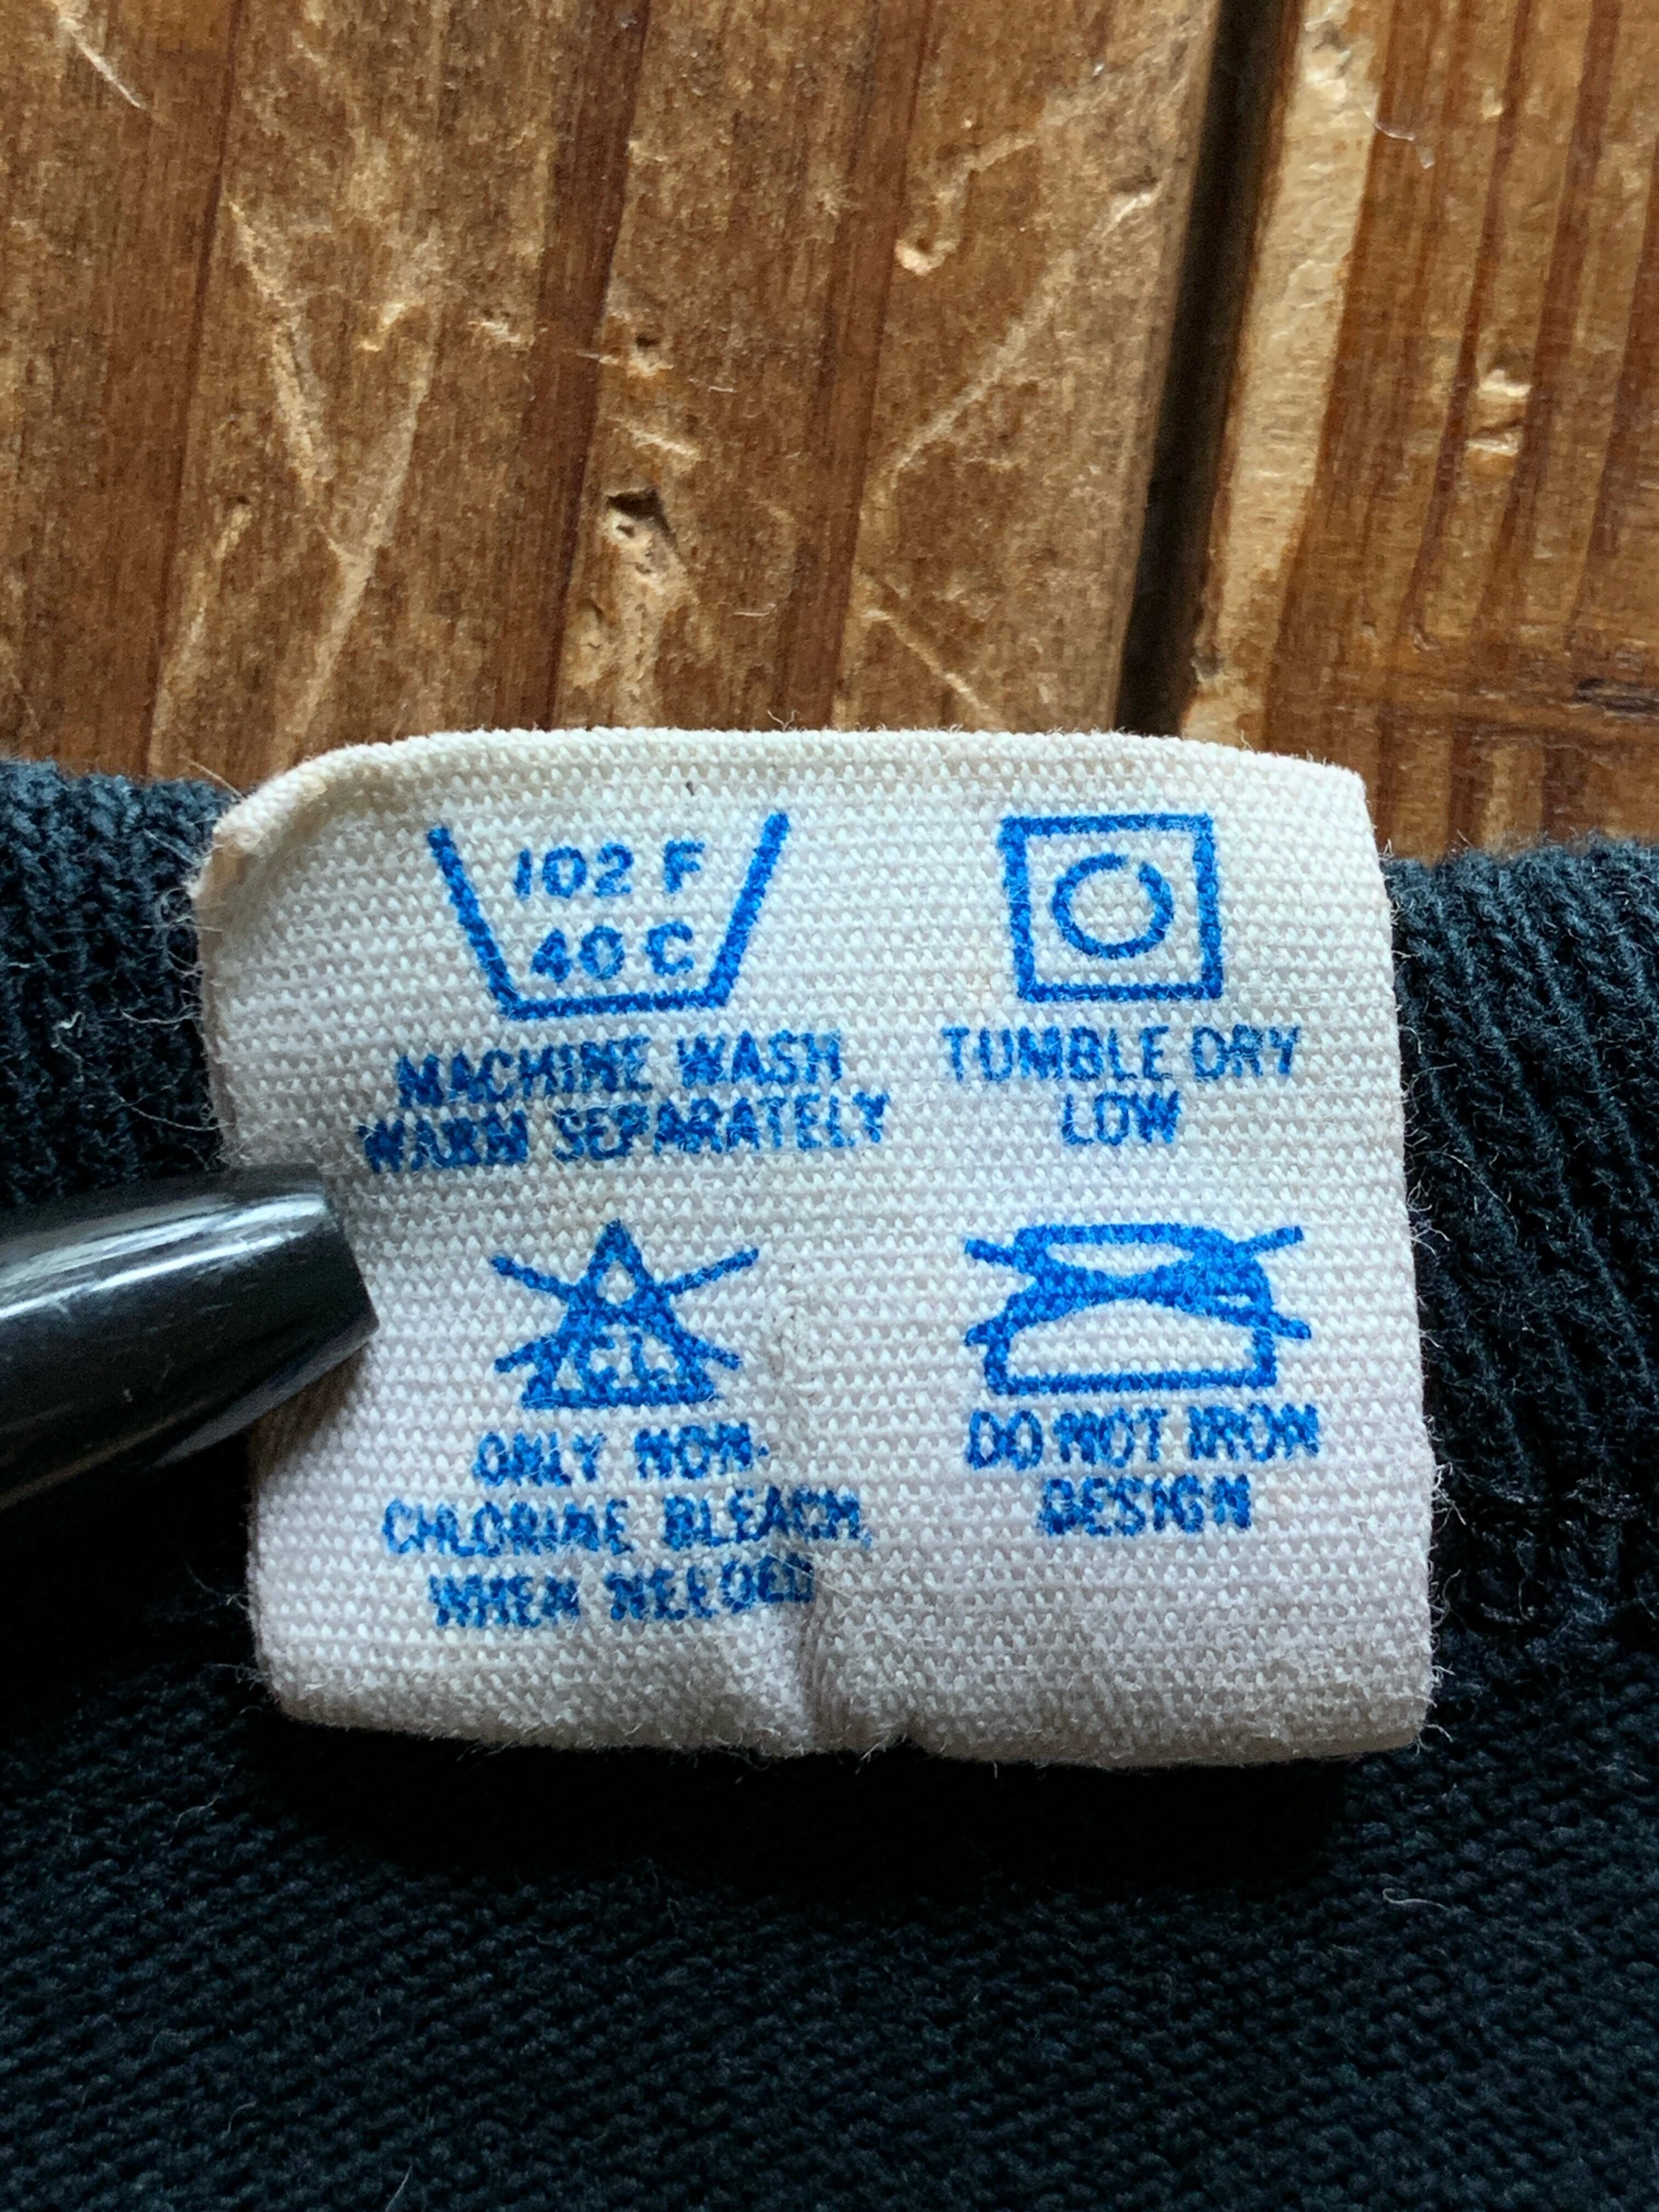 102 F
40 C
MACHINE WASH
WARM SEPARATELY
TUMBLE DRY
LOW
CL
ONLY NON-
CHLORINE BLEACH,
WHEN NEEDED
DO NOT IRON
DESIGN